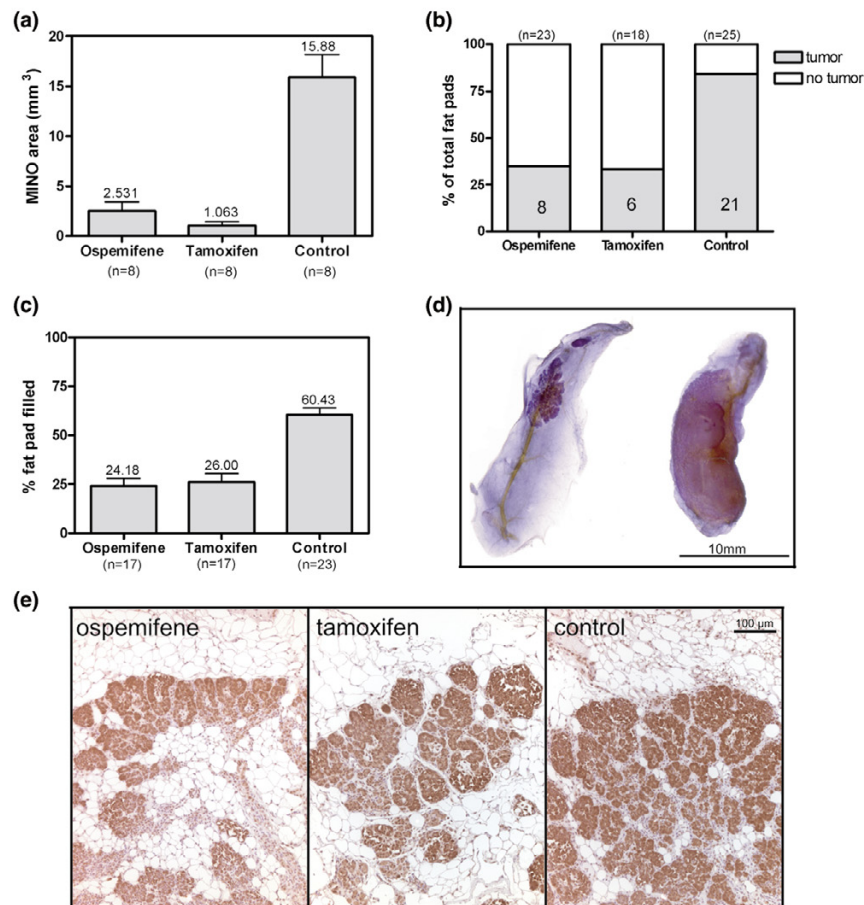 (a)
MINO area (mm³)
20
15
10
5
0
2.531
1.063
15.88
Ospemifene
Tamoxifen
Control
(n=8)
(n=8)
(n=8)
(b)
% of total fat pads
100
75
50
25
0
(n=23)
(n=18)
(n=25)
8
6
21
Ospemifene
Tamoxifen
Control
tumor
no tumor
(c)
% fat pad filled
100
75
50
25
0
24.18
26.00
60.43
Ospemifene
Tamoxifen
Control
(n=17)
(n=17)
(n=23)
(d)
10mm
(e)
ospemifene
tamoxifen
control
100 µm